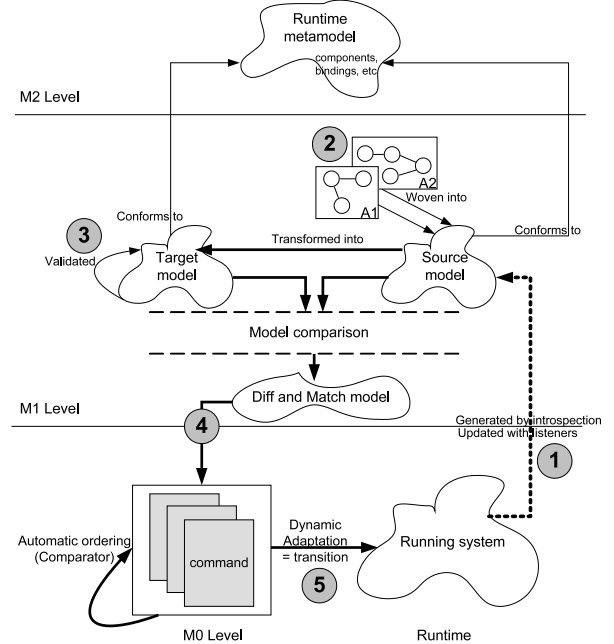 Runtime
metamodel
components,
bindings, etc
M2 Level
2
A2
A1
Woven into
Conforms to
3
Validated
Transformed into
Conforms to
Target
model
Source
model
Model comparison
Diff and Match model
M1 Level
4
Generated by introspection
Updated with listeners
1
Automatic ordering
(Comparator)
command
Dynamic
Adaptation
= transition
5
Running system
M0 Level
Runtime